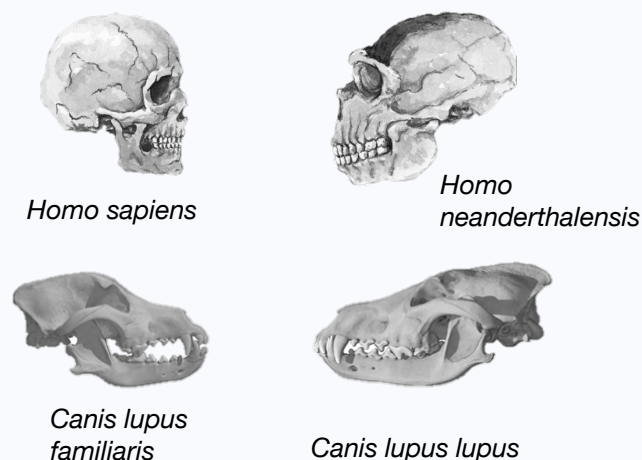 Homo sapiens
Homo
neanderthalensis
Canis lupus
familiaris
Canis lupus lupus